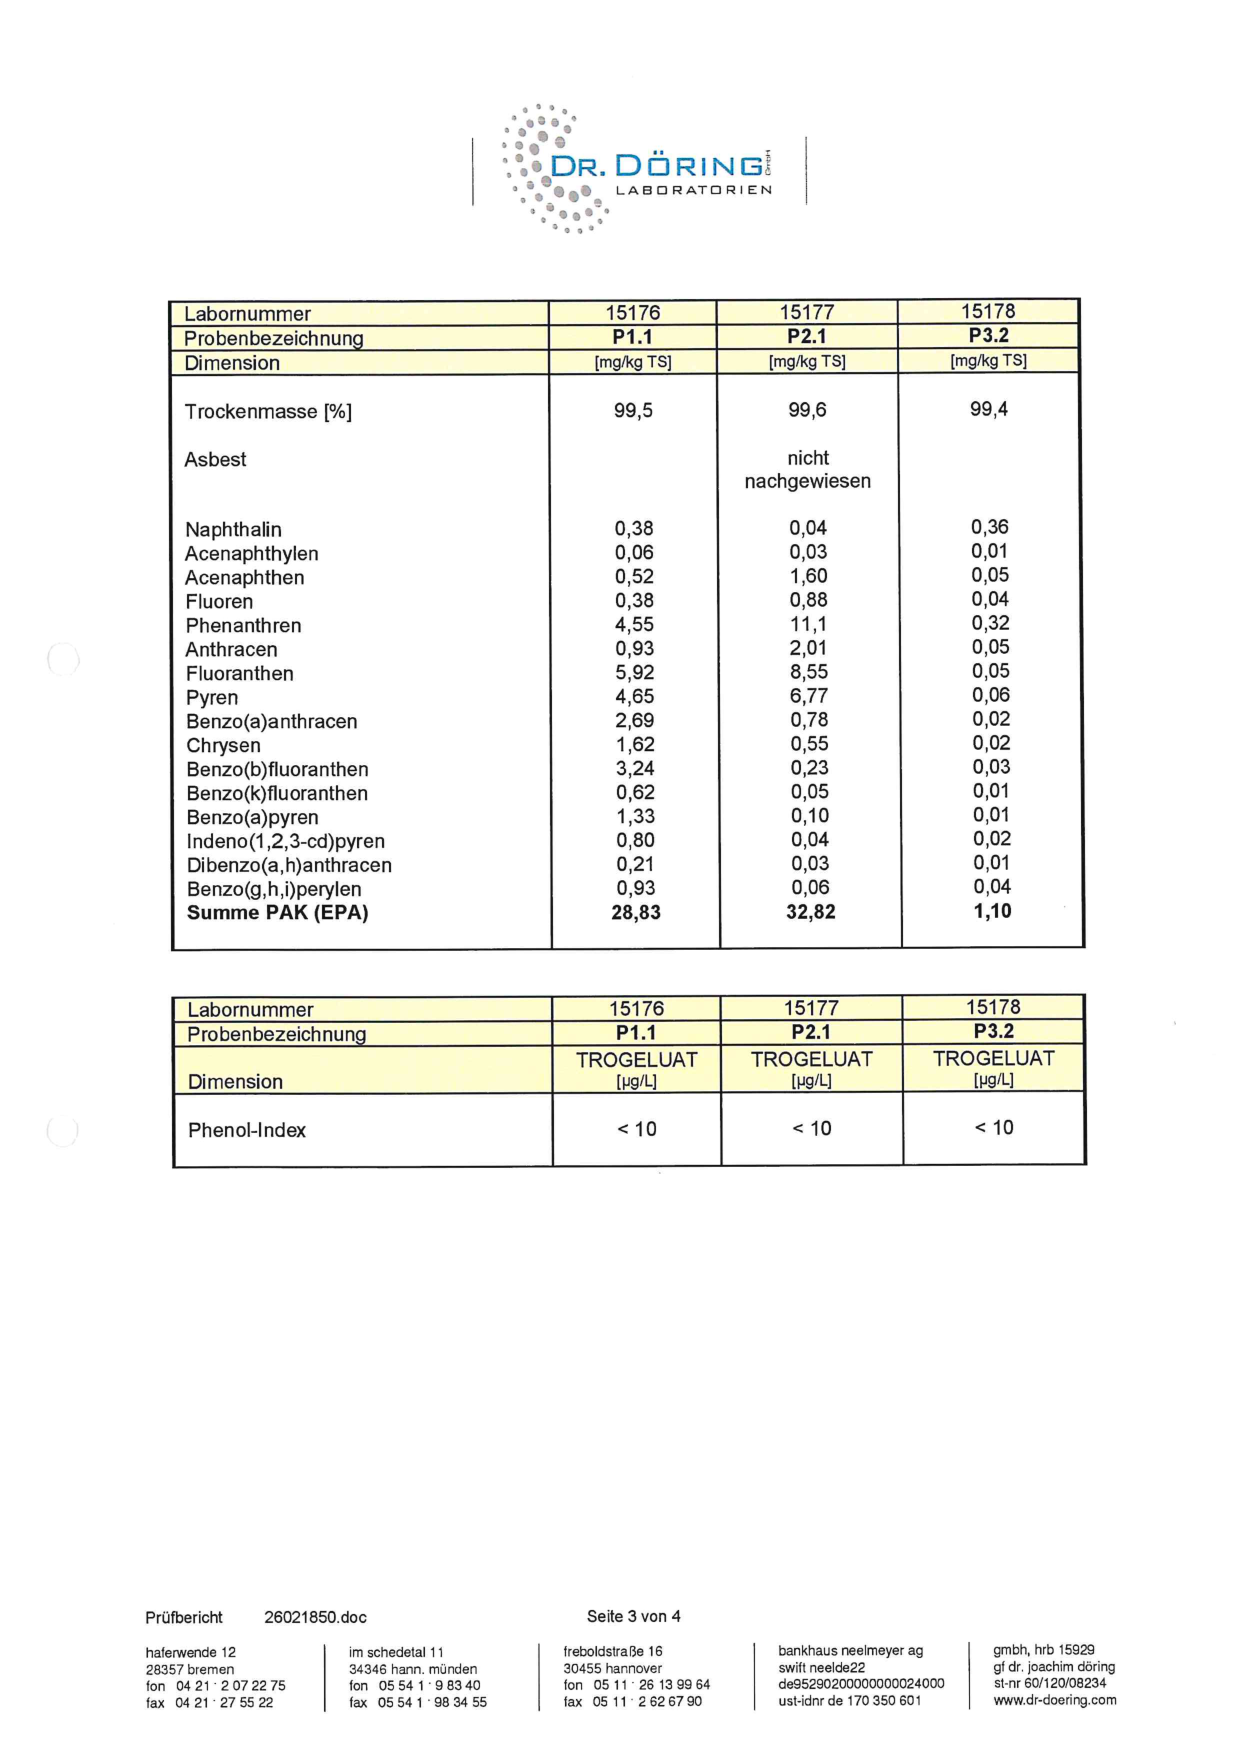 DR. DÖRING GmbH
LABORATORIEN
Labornummer 15176 15177 15178
Probenbezeichnung P1.1 P2.1 P3.2
Dimension [mg/kg TS] [mg/kg TS] [mg/kg TS]
Trockenmasse [%] 99,5 99,6 99,4
Asbest nicht
nachgewiesen
Naphthalin 0,38 0,04 0,36
Acenaphthylen 0,06 0,03 0,01
Acenaphthen 0,52 1,60 0,05
Fluoren 0,38 0,88 0,04
Phenanthren 4,55 11,1 0,32
Anthracen 0,93 2,01 0,05
Fluoranthen 5,92 8,55 0,05
Pyren 4,65 6,77 0,06
Benzo(a)anthracen 2,69 0,78 0,02
Chrysen 1,62 0,55 0,02
Benzo(b)fluoranthen 3,24 0,23 0,03
Benzo(k)fluoranthen 0,62 0,05 0,01
Benzo(a)pyren 1,33 0,10 0,01
Indeno(1,2,3-cd)pyren 0,80 0,04 0,02
Dibenzo(a,h)anthracen 0,21 0,03 0,01
Benzo(g,h,i)perylen 0,93 0,06 0,04
Summe PAK (EPA) 28,83 32,82 1,10
Labornummer 15176 15177 15178
Probenbezeichnung P1.1 P2.1 P3.2
TROGELUAT TROGELUAT TROGELUAT
Dimension [µg/L] [µg/L] [µg/L]
Phenol-Index < 10 < 10 < 10
Prüfbericht 26021850.doc Seite 3 von 4
haferwende 12 im schedetal 11 freboldstraße 16 bankhaus neelmeyer ag gmbh, hrb 15929
28357 bremen 34346 hann. münden 30455 hannover swift neelde22 gf dr. joachim döring
fon 04 21 · 2 07 22 75 fon 05 54 1 · 9 83 40 fon 05 11 · 26 13 99 64 de95290200000000024000 st-nr 60/120/08234
fax 04 21 · 27 55 22 fax 05 54 1 · 98 34 55 fax 05 11 · 2 62 67 90 ust-idnr de 170 350 601 www.dr-doering.com